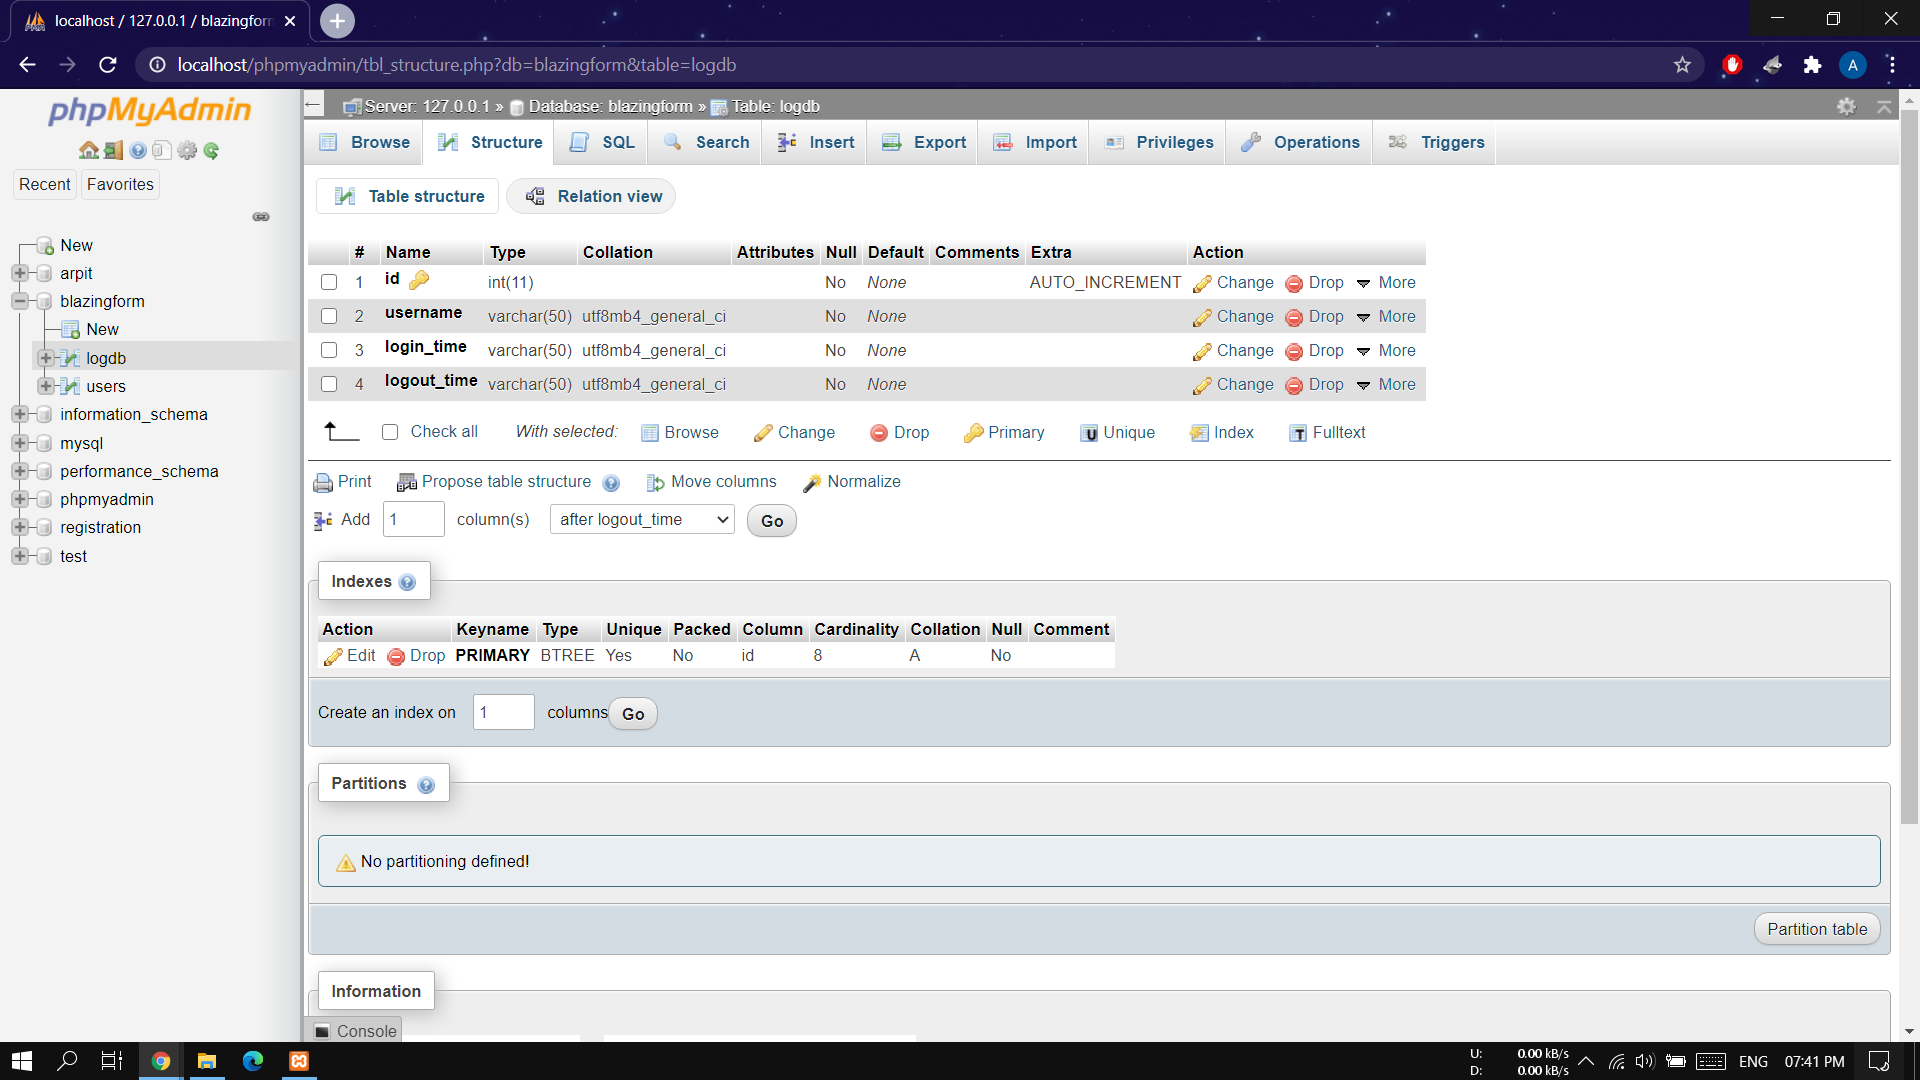 localhost / 127.0.0.1 / blazingforn
localhost/phpmyadmin/tbl_structure.php?db=blazingform&table=logdb
A
phpMyAdmin
Server: 127.0.0.1 » Database: blazingform » Table: logdb
Browse Structure SQL Search Insert Export Import Privileges Operations Triggers
Recent Favorites
Table structure Relation view
New
arpit
blazingform
New
logdb
users
information_schema
mysql
performance_schema
phpmyadmin
registration
test
# Name Type Collation Attributes Null Default Comments Extra Action
1 id int(11) No None AUTO_INCREMENT Change Drop More
2 username varchar(50) utf8mb4_general_ci No None Change Drop More
3 login_time varchar(50) utf8mb4_general_ci No None Change Drop More
4 logout_time varchar(50) utf8mb4_general_ci No None Change Drop More
Check all With selected: Browse Change Drop Primary Unique Index Fulltext
Print Propose table structure Move columns Normalize
Add 1 column(s) after logout_time Go
Indexes
Action Keyname Type Unique Packed Column Cardinality Collation Null Comment
Edit Drop PRIMARY BTREE Yes No id 8 A No
Create an index on 1 columns Go
Partitions
No partitioning defined!
Partition table
Information
Console
U: 0.00 kB/s
D: 0.00 kB/s
ENG 07:41 PM